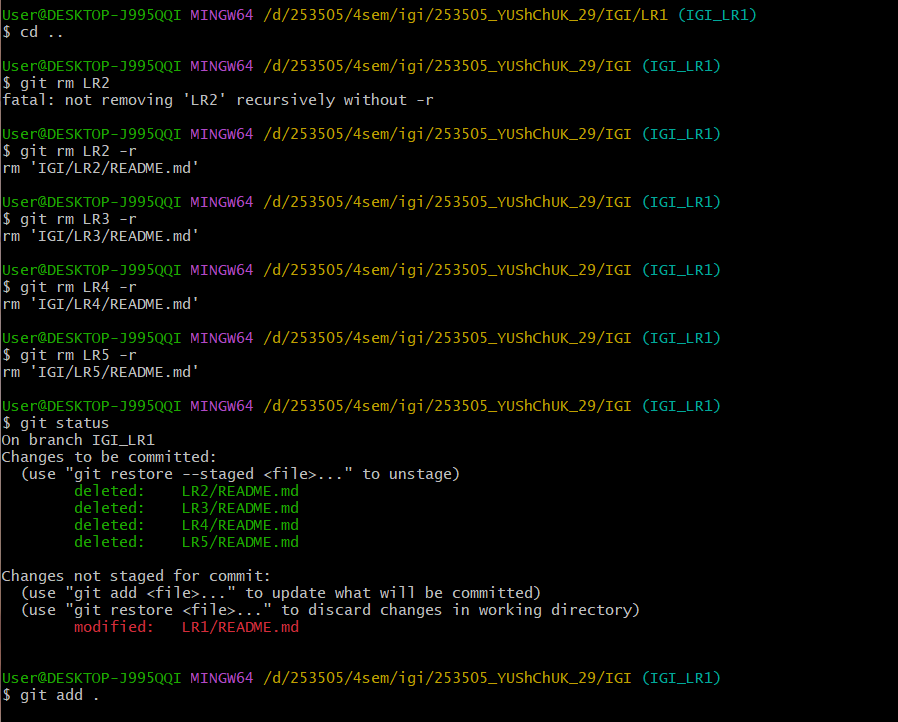 User@DESKTOP-J995QQI MINGW64 /d/253505/4sem/igi/253505_YUShChUK_29/IGI/LR1 (IGI_LR1)
$ cd ..
User@DESKTOP-J995QQI MINGW64 /d/253505/4sem/igi/253505_YUShChUK_29/IGI (IGI_LR1)
$ git rm LR2
fatal: not removing 'LR2' recursively without -r
User@DESKTOP-J995QQI MINGW64 /d/253505/4sem/igi/253505_YUShChUK_29/IGI (IGI_LR1)
$ git rm LR2 -r
rm 'IGI/LR2/README.md'
User@DESKTOP-J995QQI MINGW64 /d/253505/4sem/igi/253505_YUShChUK_29/IGI (IGI_LR1)
$ git rm LR3 -r
rm 'IGI/LR3/README.md'
User@DESKTOP-J995QQI MINGW64 /d/253505/4sem/igi/253505_YUShChUK_29/IGI (IGI_LR1)
$ git rm LR4 -r
rm 'IGI/LR4/README.md'
User@DESKTOP-J995QQI MINGW64 /d/253505/4sem/igi/253505_YUShChUK_29/IGI (IGI_LR1)
$ git rm LR5 -r
rm 'IGI/LR5/README.md'
User@DESKTOP-J995QQI MINGW64 /d/253505/4sem/igi/253505_YUShChUK_29/IGI (IGI_LR1)
$ git status
On branch IGI_LR1
Changes to be committed:
  (use "git restore --staged <file>..." to unstage)
        deleted:    LR2/README.md
        deleted:    LR3/README.md
        deleted:    LR4/README.md
        deleted:    LR5/README.md
Changes not staged for commit:
  (use "git add <file>..." to update what will be committed)
  (use "git restore <file>..." to discard changes in working directory)
        modified:   LR1/README.md
User@DESKTOP-J995QQI MINGW64 /d/253505/4sem/igi/253505_YUShChUK_29/IGI (IGI_LR1)
$ git add .